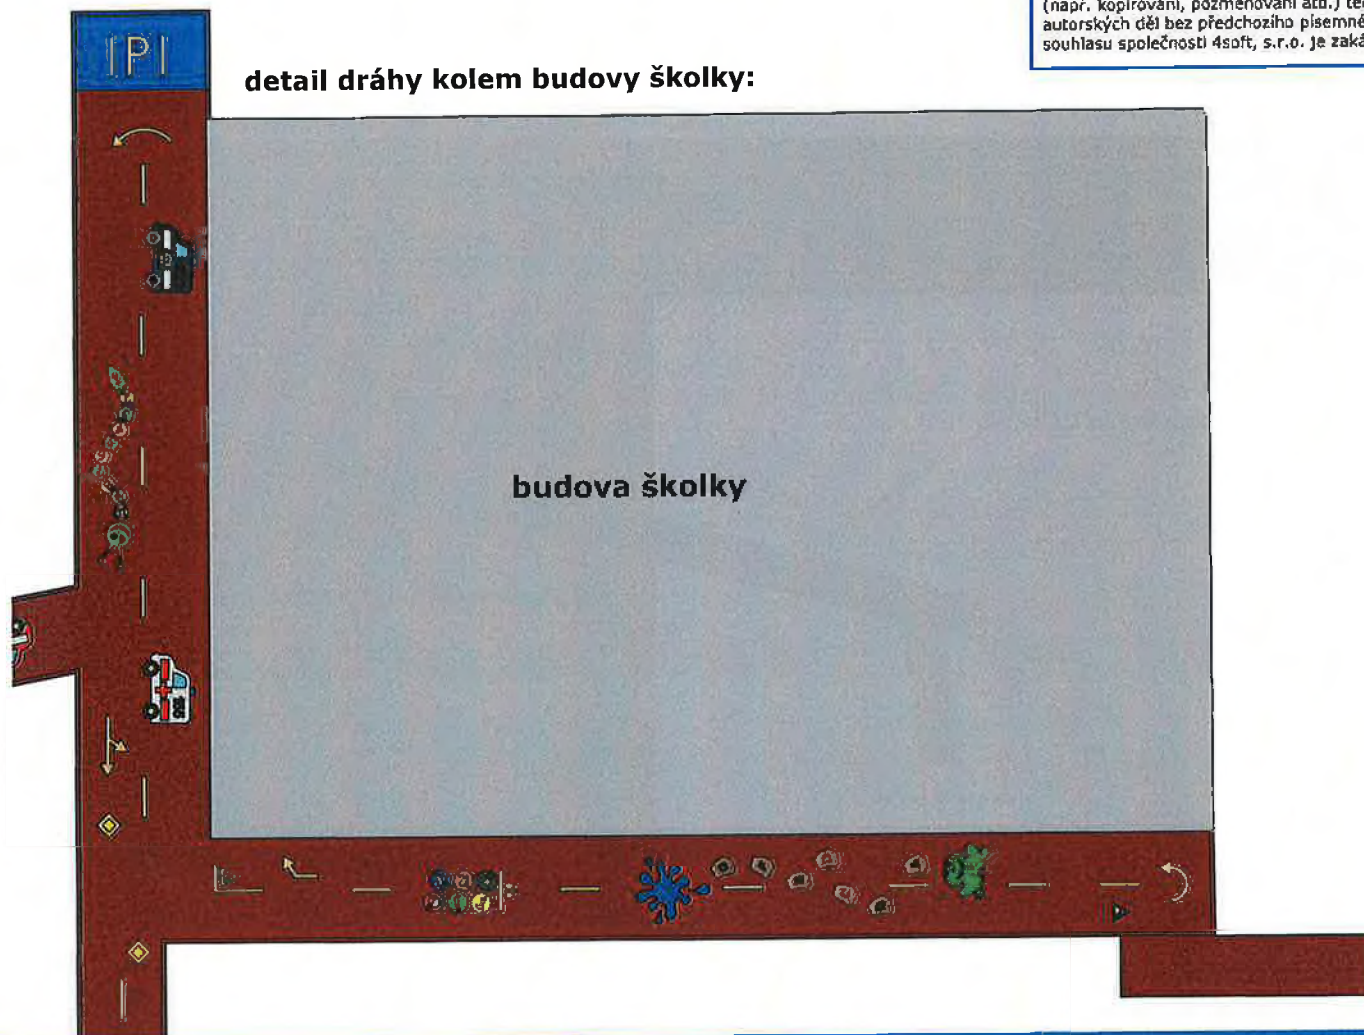 (např. kopírování, pozměňování atd.)
autorských děl bez předchozího písemné
souhlasu společnosti 4soft, s.r.o. je zaká
|P|
detail dráhy kolem budovy školky:
budova školky